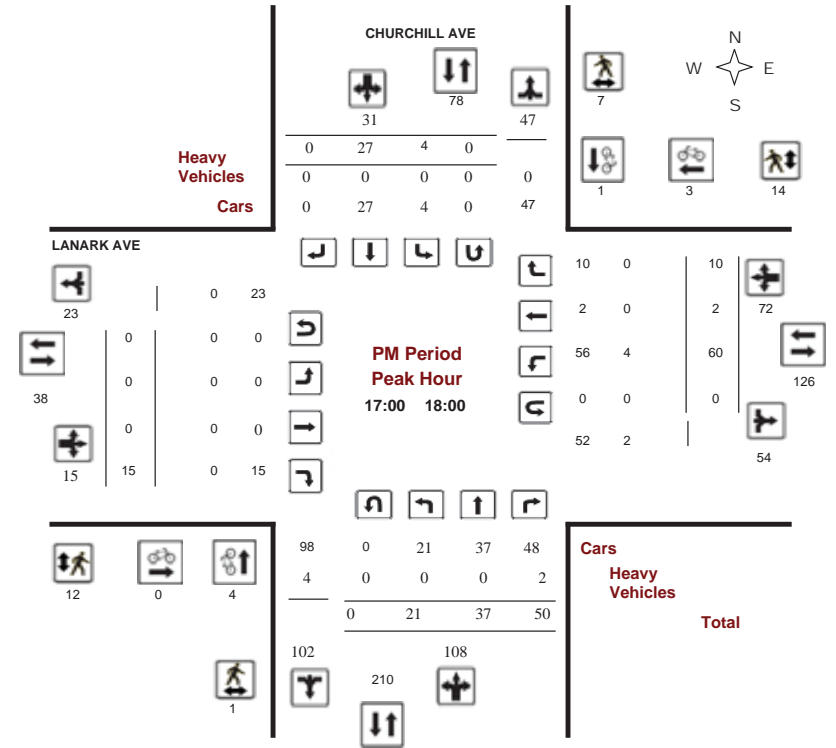 CHURCHILL AVE
N
W E
S
78
7
31
47
0 27 4 0
Heavy
Vehicles
0 0 0 0 0
Cars
0 27 4 0 47
1 3 14
LANARK AVE
23
0 23
38
0 0 0
0 0 0
0 0 0
15
15 0 15
PM Period
Peak Hour
17:00 18:00
10 0 10
72
2 0 2
126
56 4 60
0 0 0
52 2
54
12 0 4
98 0 21 37 48
Cars
4 0 0 0 2
Heavy
Vehicles
0 21 37 50
Total
102 108
210
1